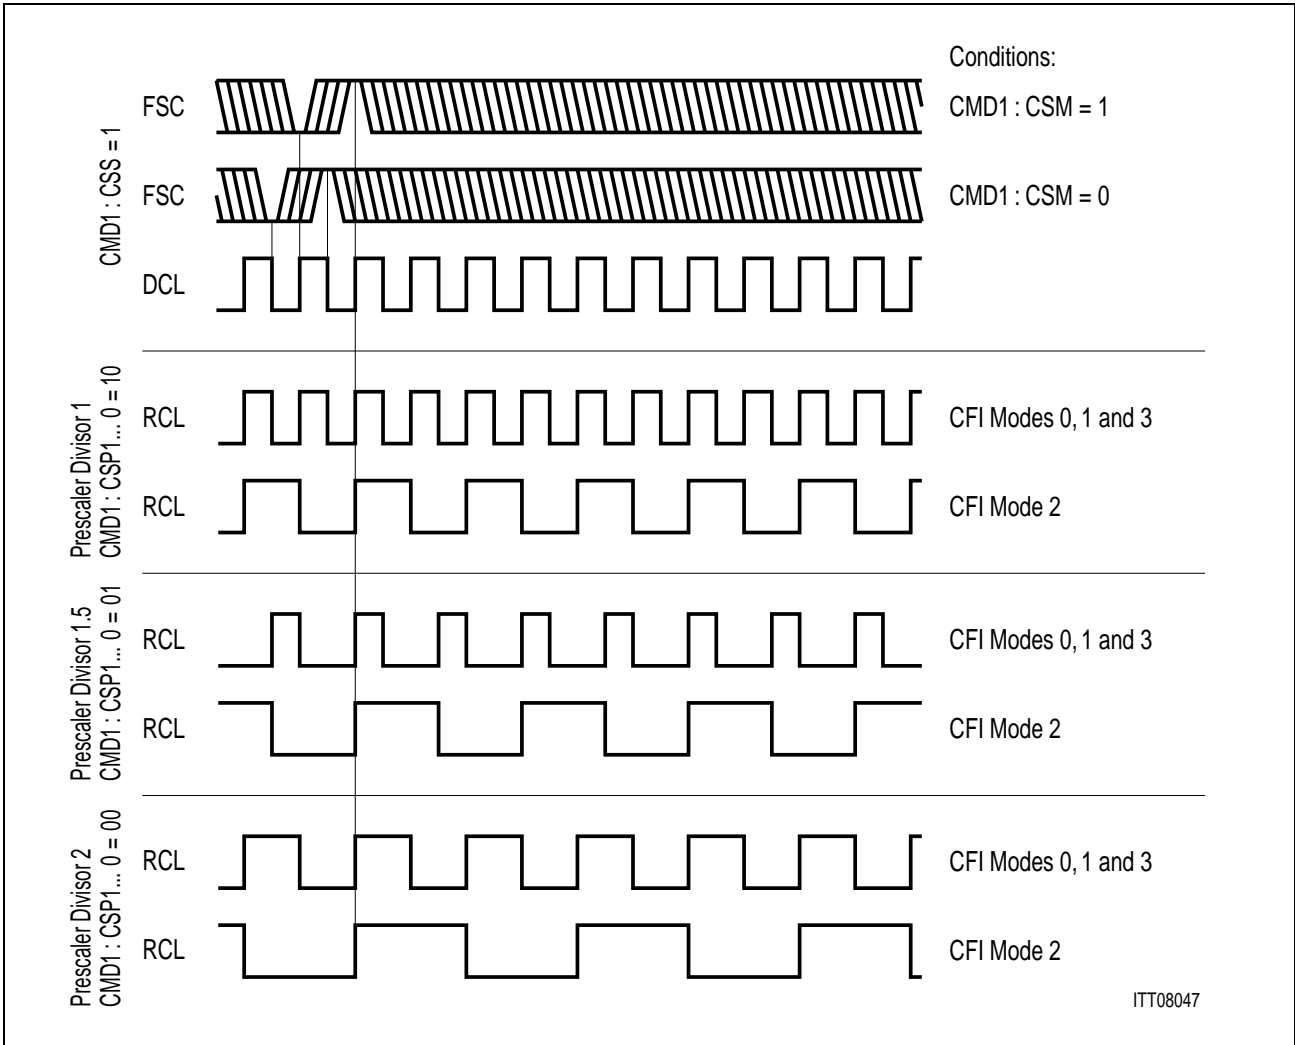 Conditions:
CMD1 : CSS = 1
FSC
CMD1 : CSM = 1
FSC
CMD1 : CSM = 0
DCL
Prescaler Divisor 1
CMD1 : CSP1... 0 = 10
RCL
CFI Modes 0, 1 and 3
RCL
CFI Mode 2
Prescaler Divisor 1.5
CMD1 : CSP1... 0 = 01
RCL
CFI Modes 0, 1 and 3
RCL
CFI Mode 2
Prescaler Divisor 2
CMD1 : CSP1... 0 = 00
RCL
CFI Modes 0, 1 and 3
RCL
CFI Mode 2
ITT08047